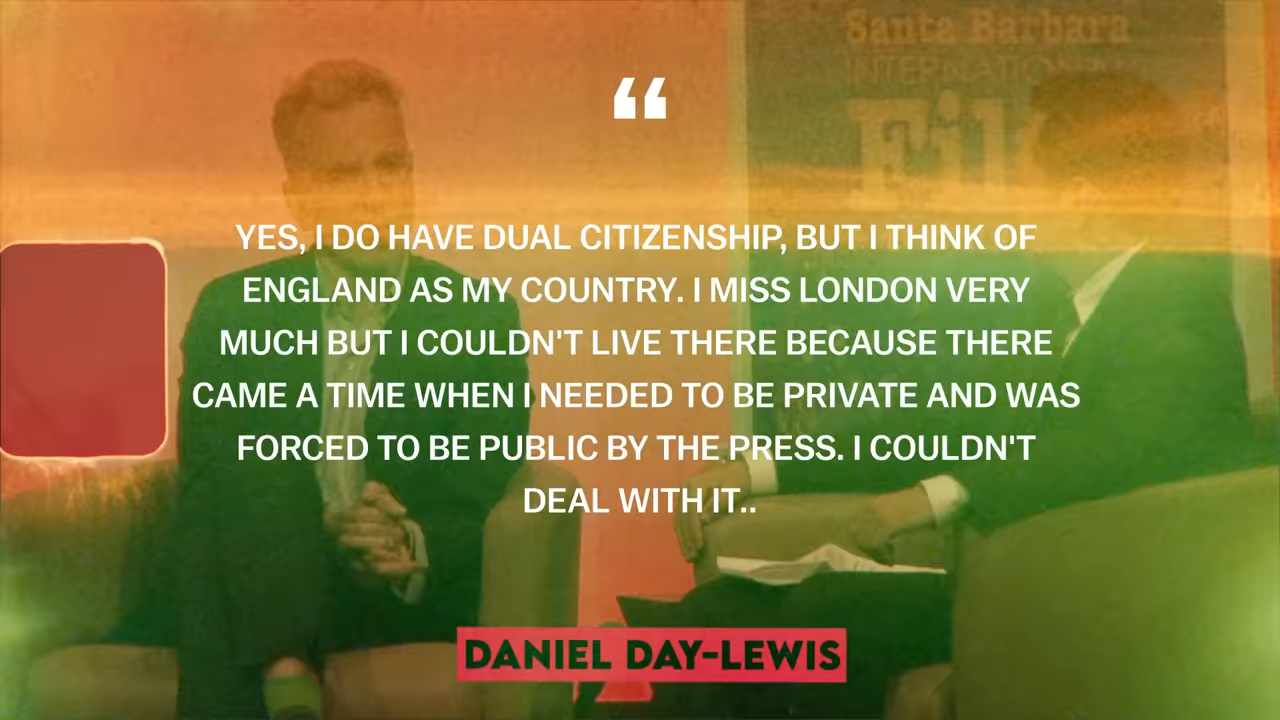 Santa Barbara
INTERNATIONAL
Fil
“
YES, I DO HAVE DUAL CITIZENSHIP, BUT I THINK OF
ENGLAND AS MY COUNTRY. I MISS LONDON VERY
MUCH BUT I COULDN'T LIVE THERE BECAUSE THERE
CAME A TIME WHEN I NEEDED TO BE PRIVATE AND WAS
FORCED TO BE PUBLIC BY THE PRESS. I COULDN'T
DEAL WITH IT..
DANIEL DAY-LEWIS